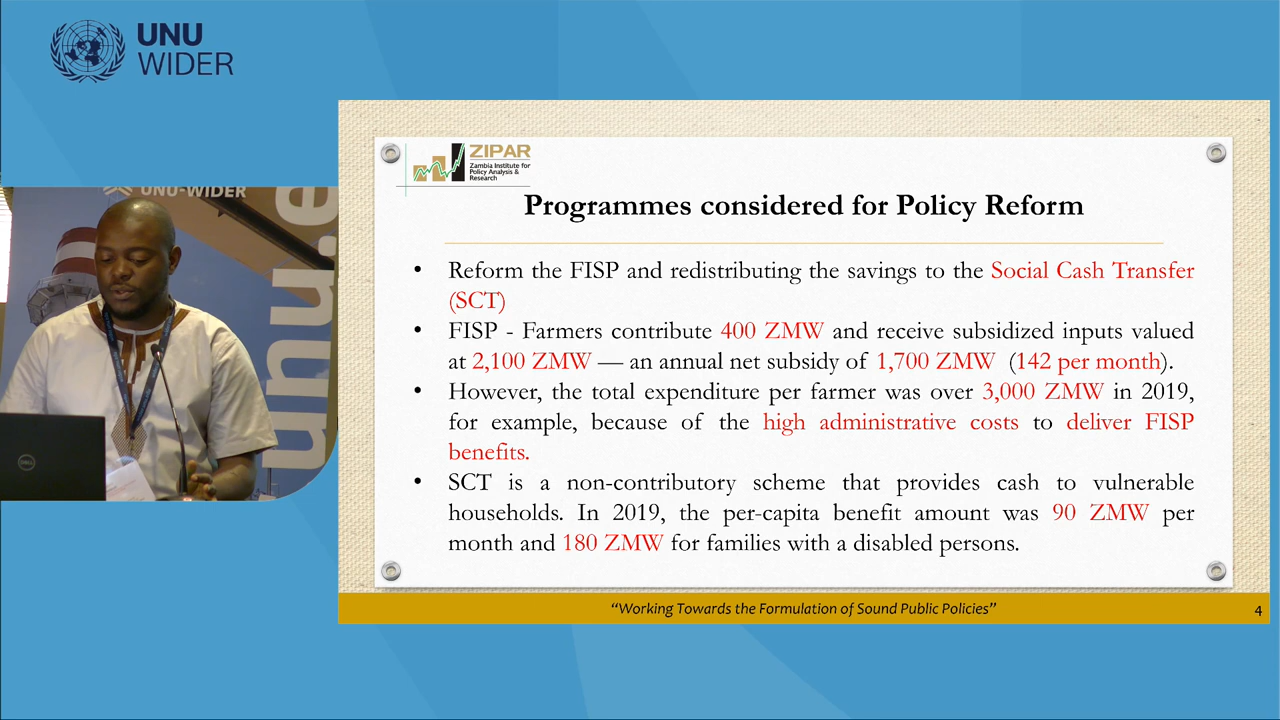 UNU
WIDER
UNU-WIDER
unu.e
DELL
ZIPAR
Zambia Institute for
Policy Analysis &
Research
Programmes considered for Policy Reform
• Reform the FISP and redistributing the savings to the Social Cash Transfer
(SCT)
• FISP - Farmers contribute 400 ZMW and receive subsidized inputs valued
at 2,100 ZMW — an annual net subsidy of 1,700 ZMW (142 per month).
• However, the total expenditure per farmer was over 3,000 ZMW in 2019,
for example, because of the high administrative costs to deliver FISP
benefits.
• SCT is a non-contributory scheme that provides cash to vulnerable
households. In 2019, the per-capita benefit amount was 90 ZMW per
month and 180 ZMW for families with a disabled persons.
“Working Towards the Formulation of Sound Public Policies”
4